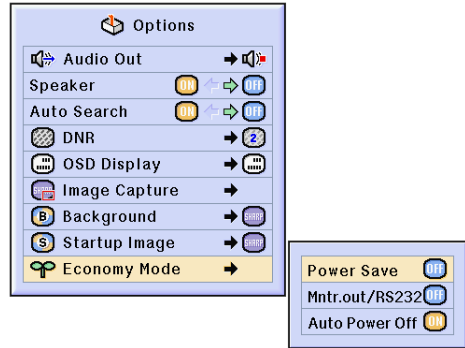 Options
Audio Out
Speaker ON OFF
Auto Search ON OFF
DNR 2
OSD Display
Image Capture SHARP
B Background SHARP
S Startup Image SHARP
Economy Mode
Power Save OFF
Mntr.out/RS232 OFF
Auto Power Off ON